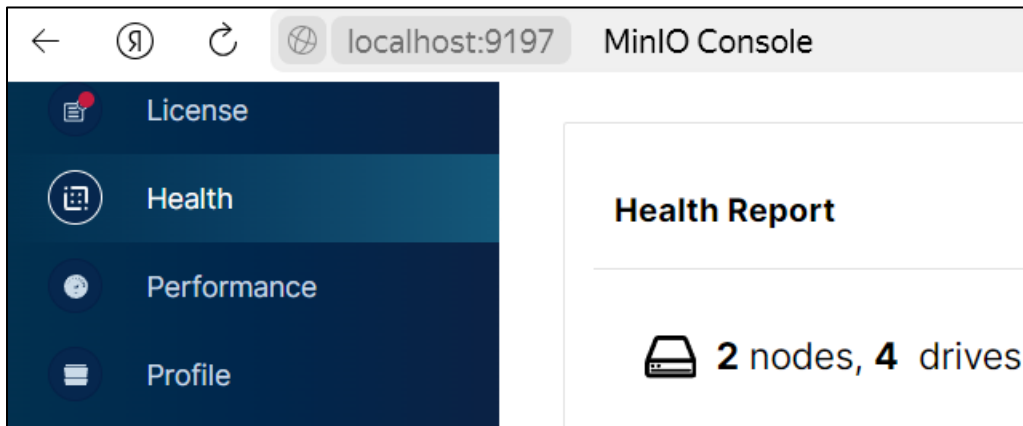 Я localhost:9197 MinIO Console
License
Health
Performance
Profile
Health Report
2 nodes, 4 drives